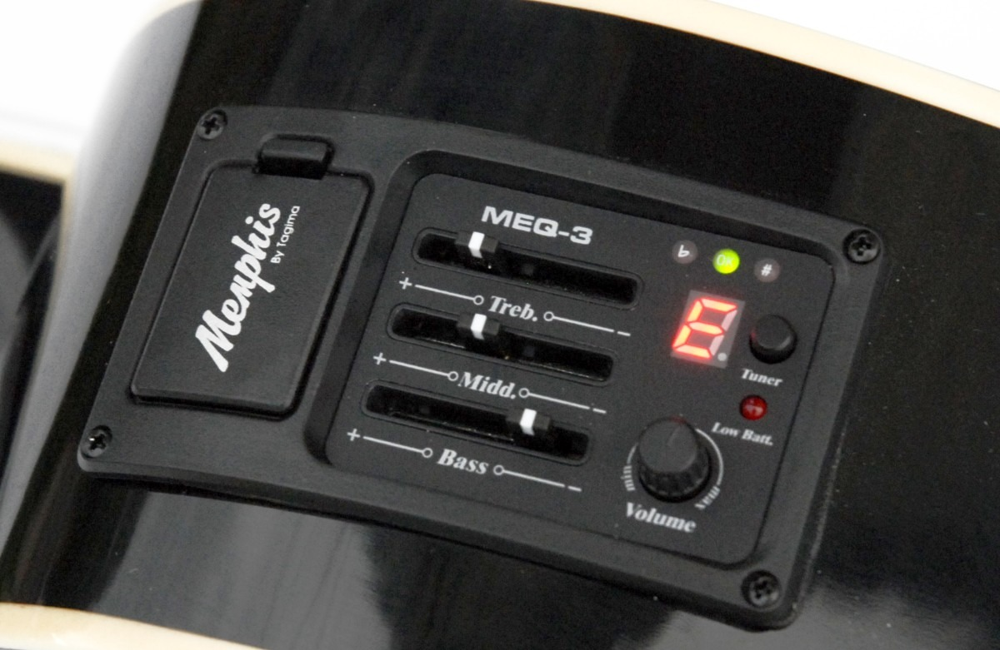 Memphis
By Tagima
MEQ-3
♭ OK #
+ Treb. -
E.
Tuner
+ Midd. -
Low Batt.
+ Bass -
min max
Volume